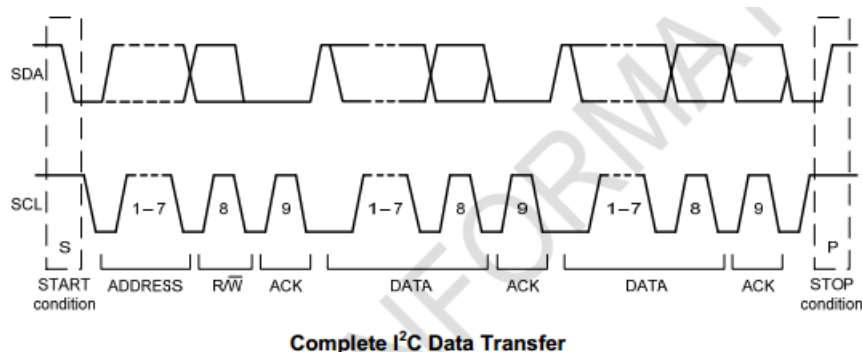 SDA
SCL
1–7 8 9 1–7 8 9 1–7 8 9
S P
START condition ADDRESS R/W̅ ACK DATA ACK DATA ACK STOP condition
Complete I²C Data Transfer